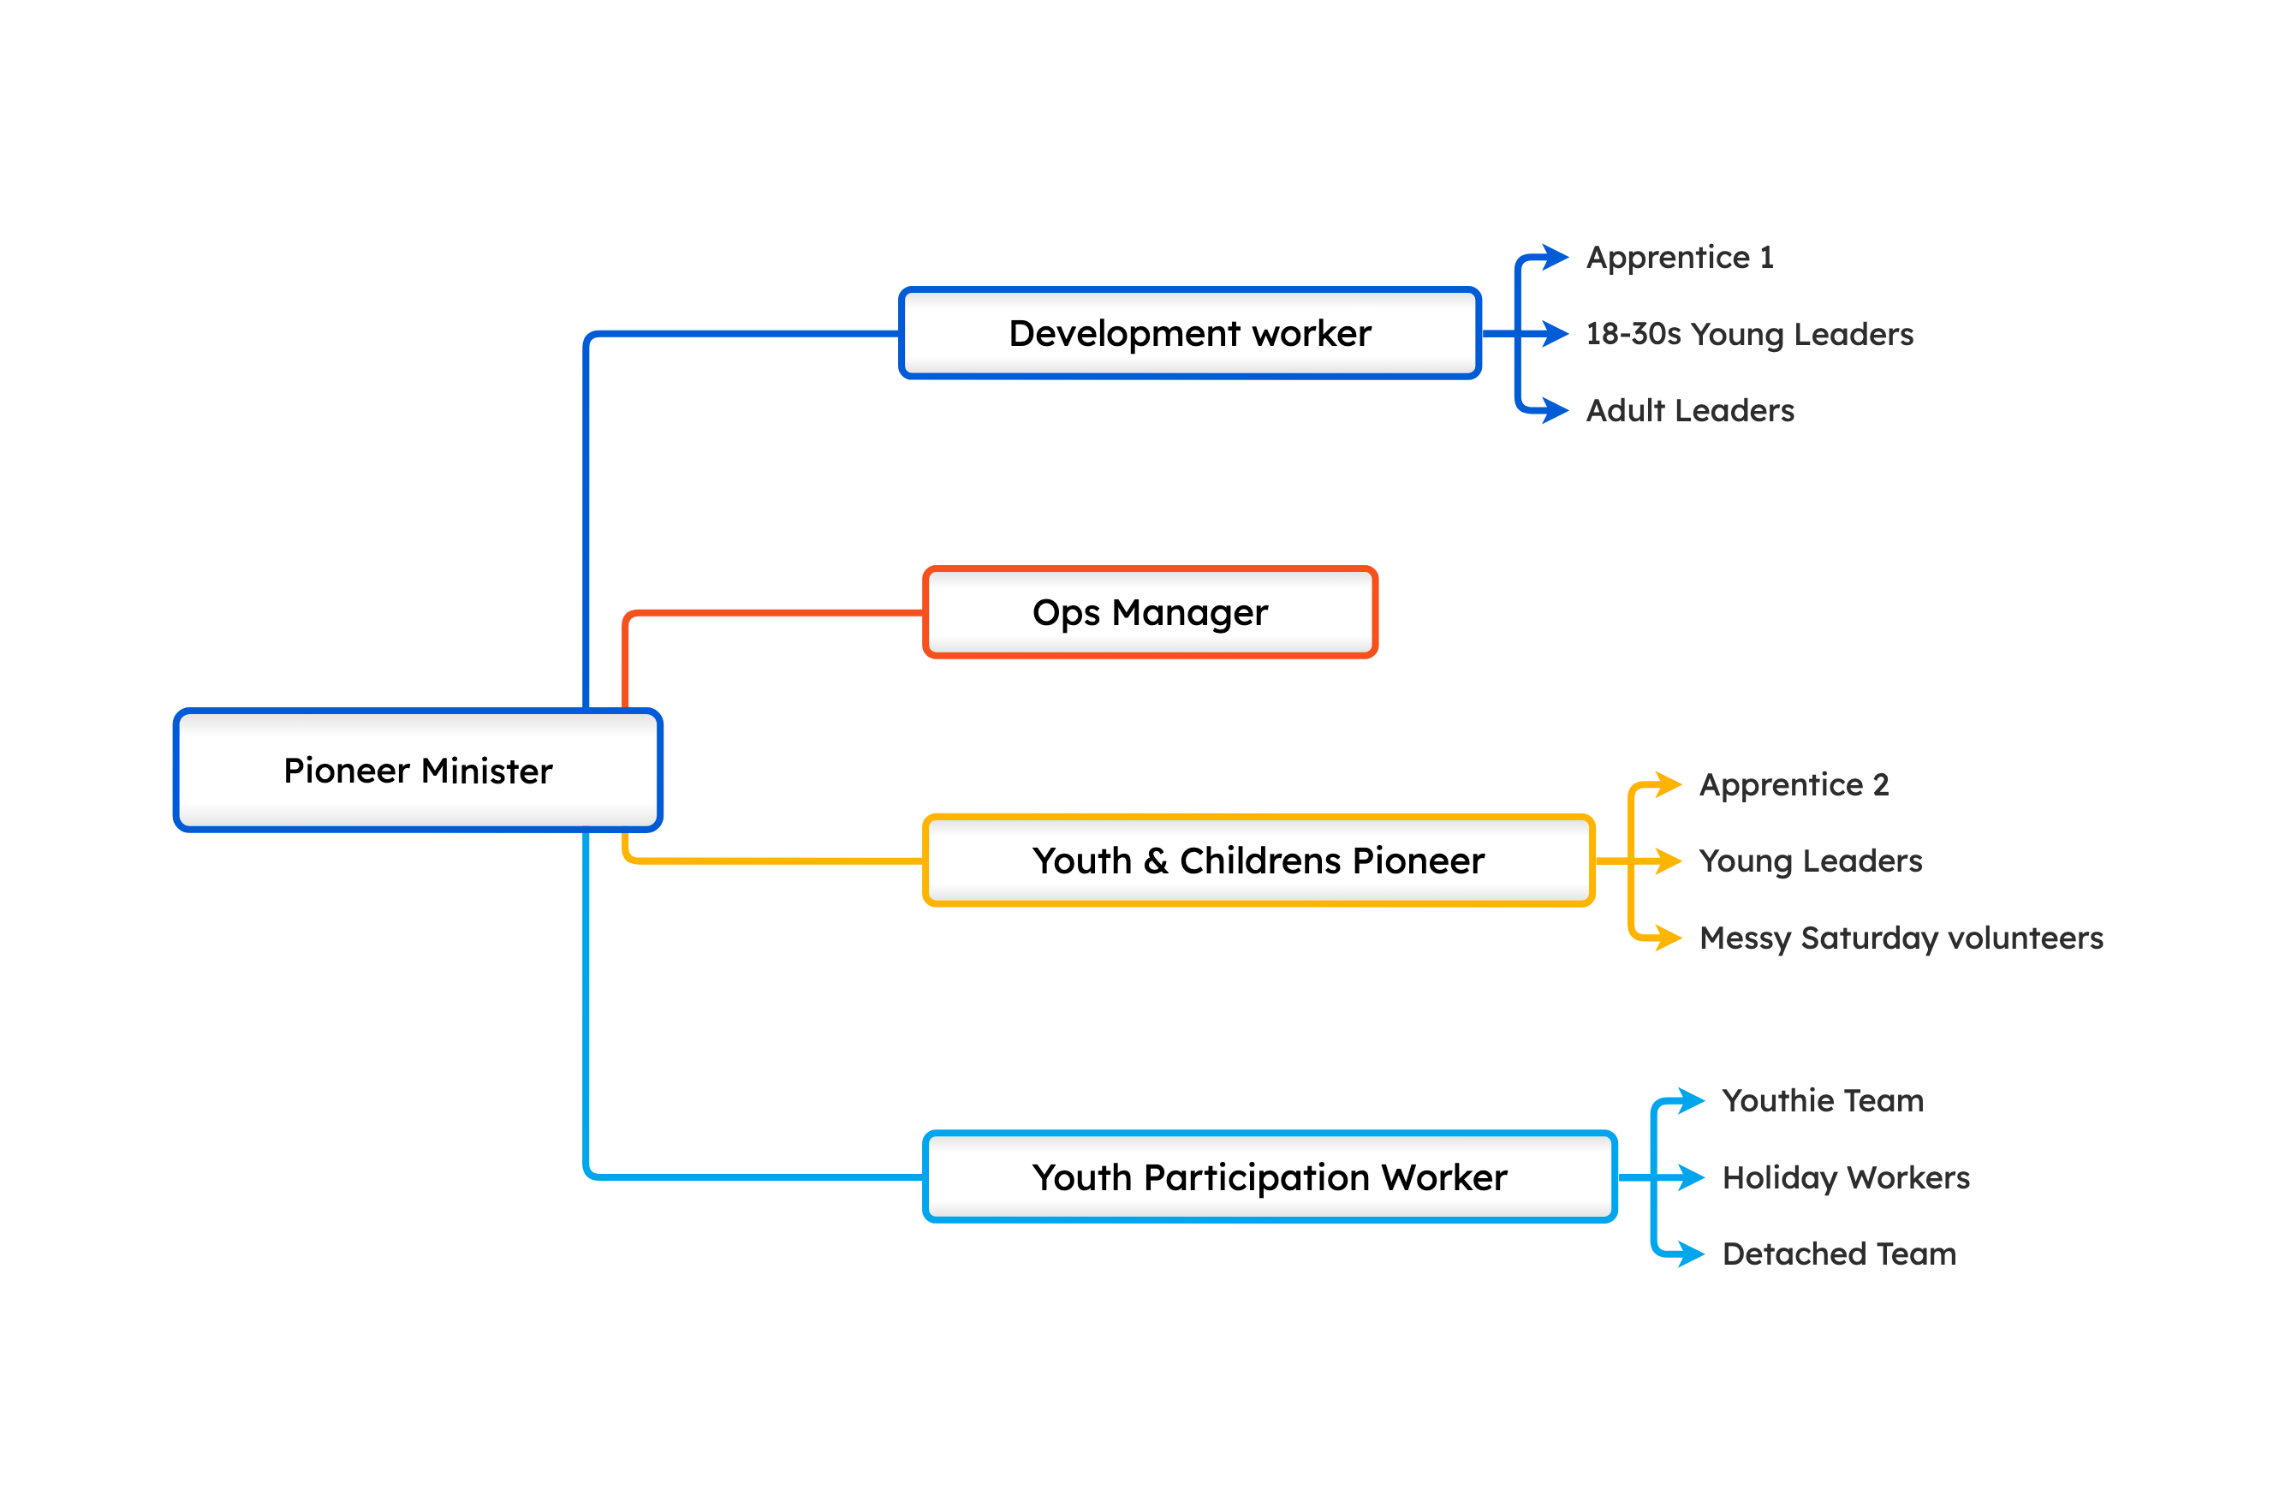 Pioneer Minister
Development worker
Apprentice 1
18-30s Young Leaders
Adult Leaders
Ops Manager
Youth & Childrens Pioneer
Apprentice 2
Young Leaders
Messy Saturday volunteers
Youth Participation Worker
Youthie Team
Holiday Workers
Detached Team